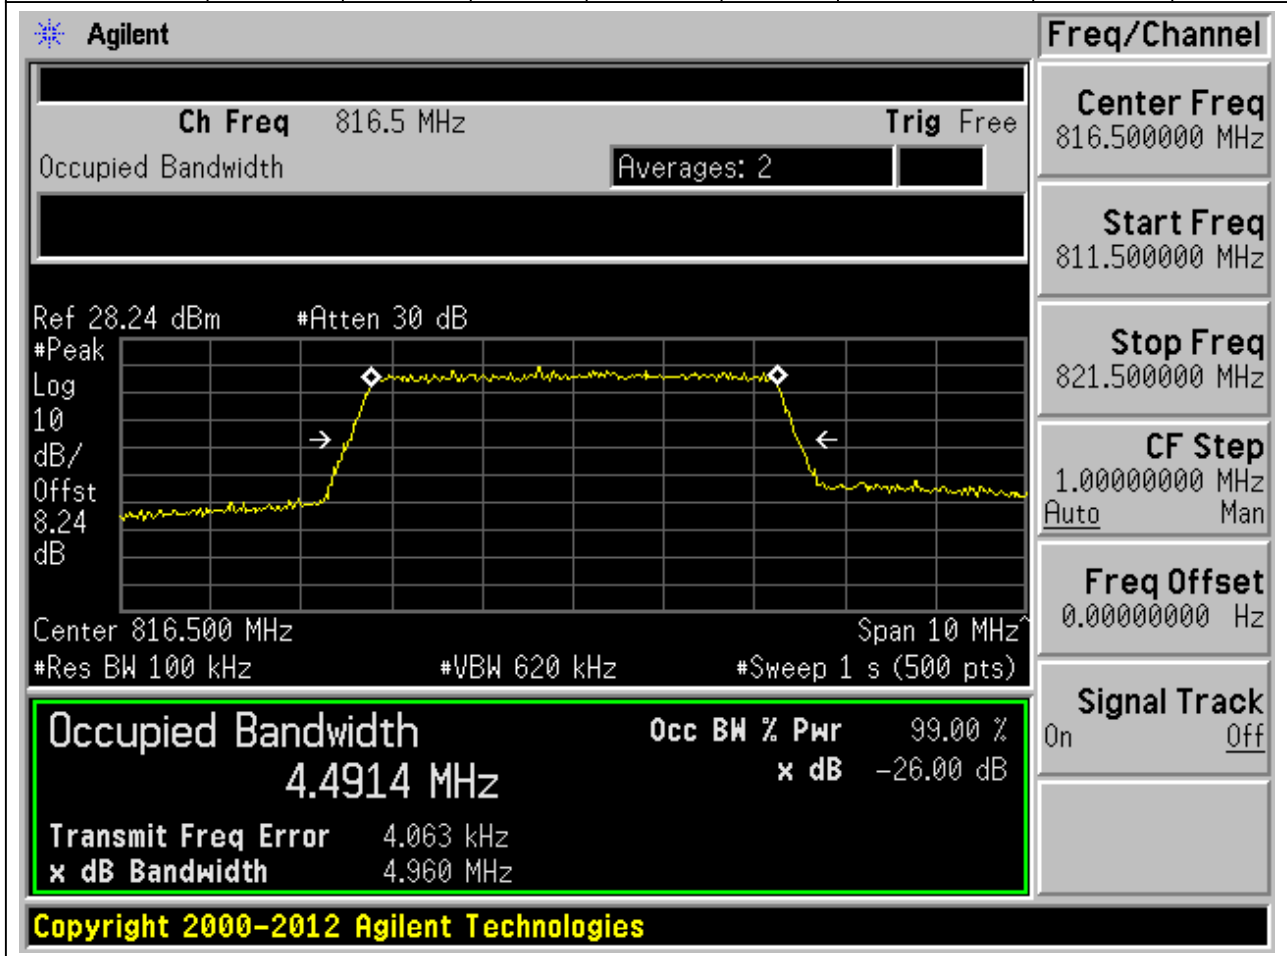 Agilent
Freq/Channel
Ch Freq 816.5 MHz Trig Free
Occupied Bandwidth Averages: 2
Center Freq
816.500000 MHz
Start Freq
811.500000 MHz
Stop Freq
821.500000 MHz
CF Step
1.00000000 MHz
Auto Man
Freq Offset
0.00000000 Hz
Signal Track
On Off
Ref 28.24 dBm #Atten 30 dB
#Peak
Log
10
dB/
Offst
8.24
dB
Center 816.500 MHz Span 10 MHz^
#Res BW 100 kHz #VBW 620 kHz #Sweep 1 s (500 pts)
Occupied Bandwidth
4.4914 MHz
Occ BW % Pwr 99.00 %
x dB -26.00 dB
Transmit Freq Error 4.063 kHz
x dB Bandwidth 4.960 MHz
Copyright 2000-2012 Agilent Technologies